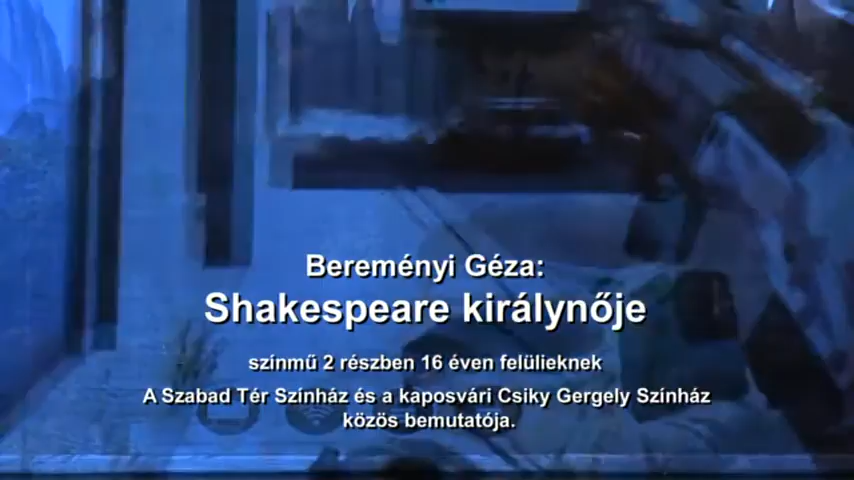 Bereményi Géza:
Shakespeare királynője
színmű 2 részben 16 éven felülieknek
A Szabad Tér Színház és a kaposvári Csiky Gergely Színház
közös bemutatója.